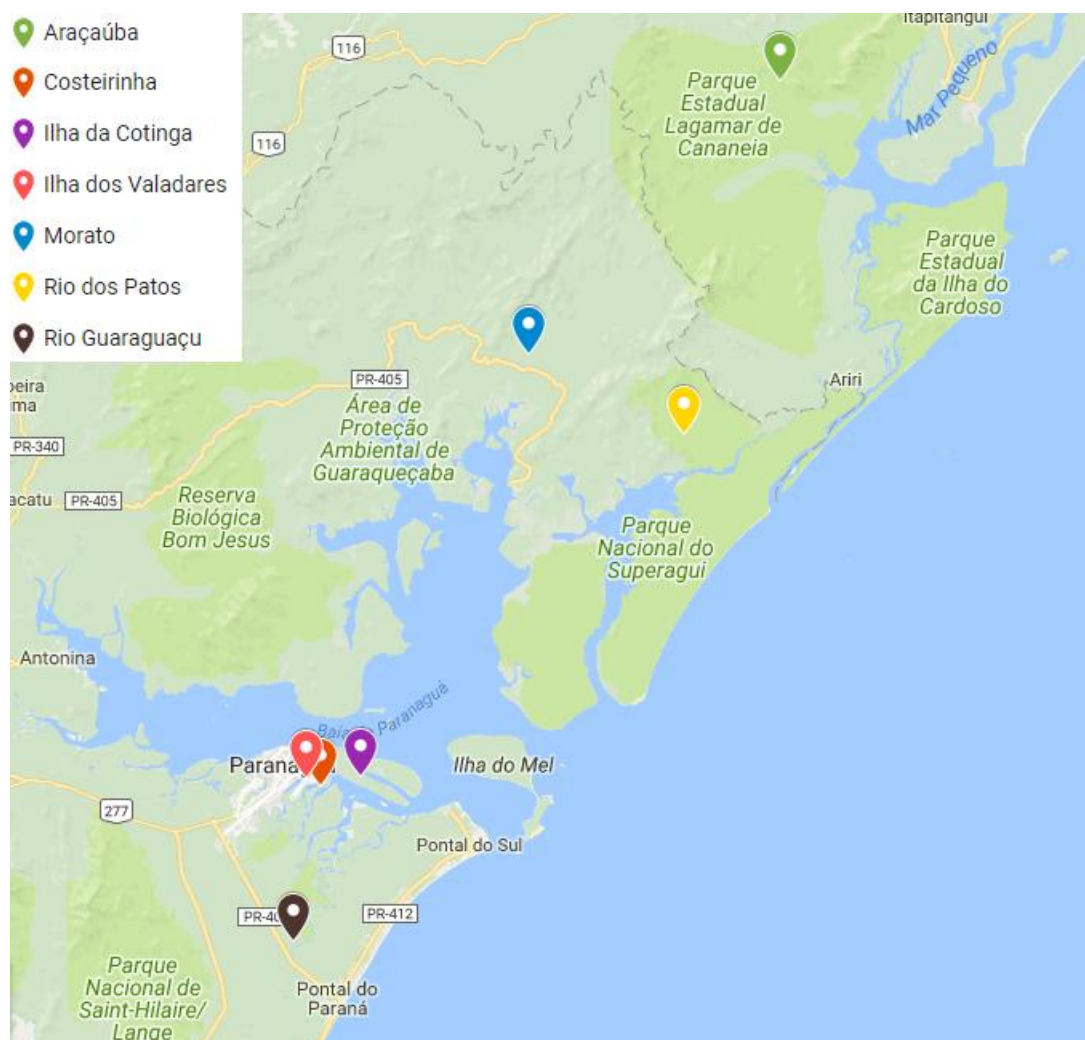 Araçaúba
Costeirinha
Ilha da Cotinga
Ilha dos Valadares
Morato
Rio dos Patos
Rio Guaraguaçu
116
116
Itapitangui
Mar Pequeno
Parque
Estadual
Lagamar de
Cananeia
Parque
Estadual
da Ilha do
Cardoso
Ariri
PR-405
Área de
Proteção
Ambiental de
Guaraqueçaba
PR-340
acatu
PR-405
Reserva
Biológica
Bom Jesus
Parque
Nacional do
Superagui
Antonina
Paranaguá
Ilha do Mel
277
Pontal do Sul
PR-412
Parque
Nacional de
Saint-Hilaire/
Lange
Pontal do
Paraná